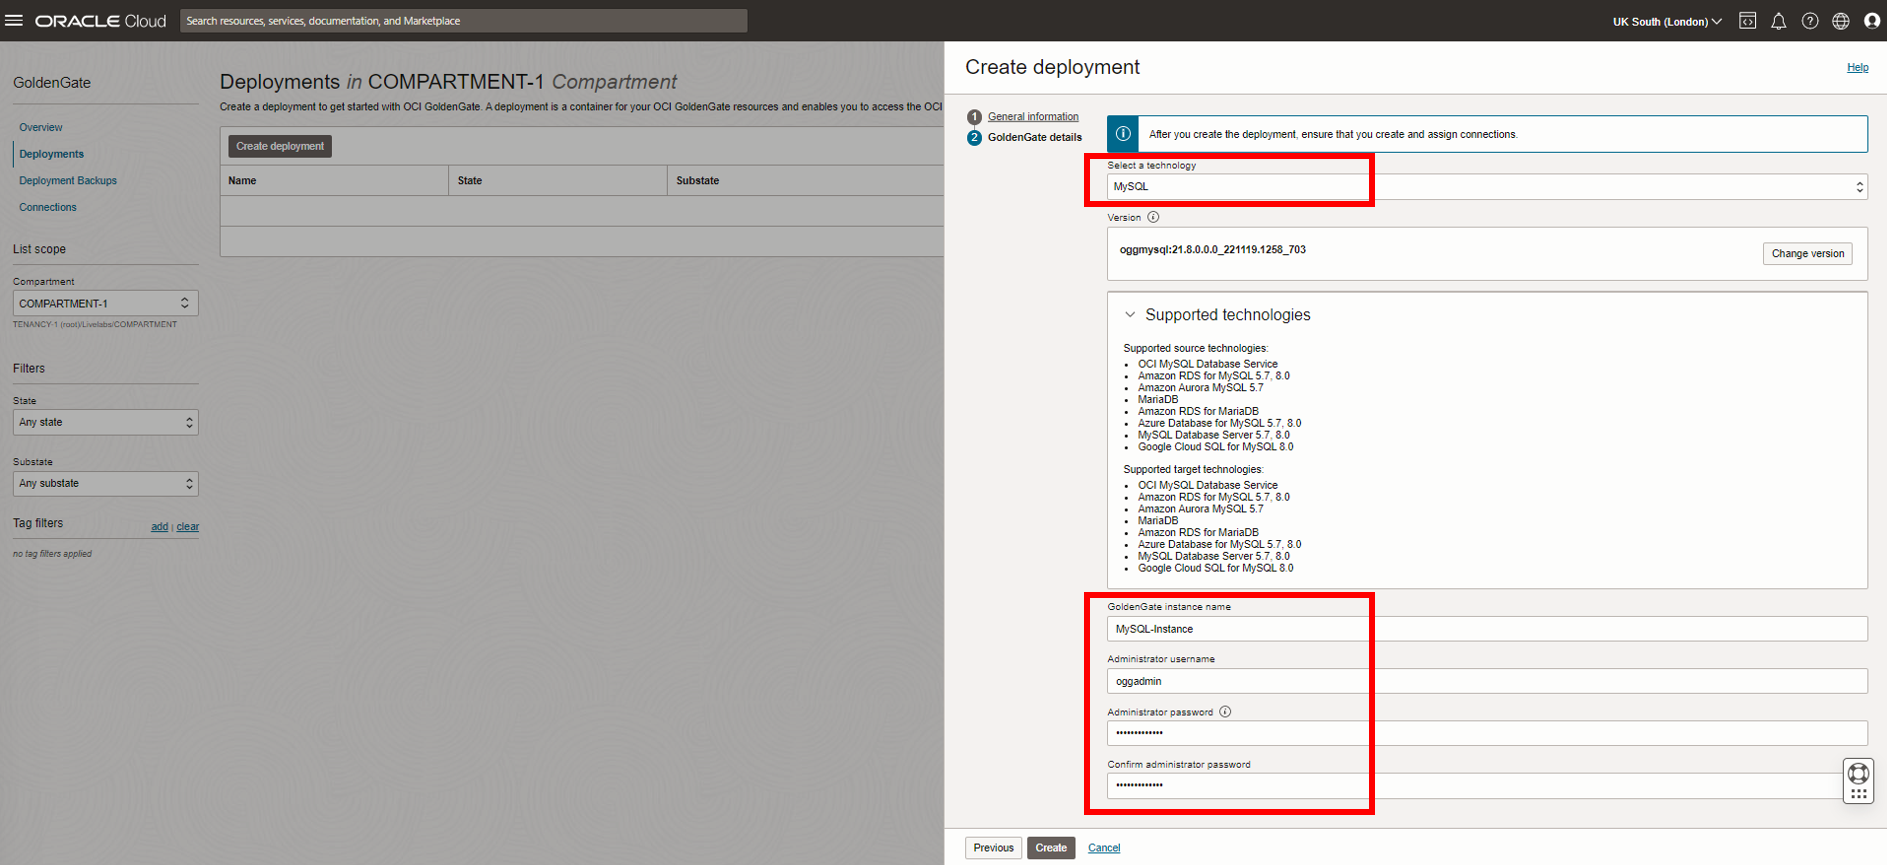 ORACLE Cloud
Search resources, services, documentation, and Marketplace
UK South (London)
GoldenGate
Overview
Deployments
Deployment Backups
Connections
List scope
Compartment
COMPARTMENT-1
TENANCY-1 (root)/Livelabs/COMPARTMENT
Filters
State
Any state
Substate
Any substate
Tag filters
add | clear
no tag filters applied
Deployments in COMPARTMENT-1 Compartment
Create a deployment to get started with OCI GoldenGate. A deployment is a container for your OCI GoldenGate resources and enables you to access the OCI
Create deployment
Name State Substate
Create deployment
Help
1 General information
2 GoldenGate details
After you create the deployment, ensure that you create and assign connections.
Select a technology
MySQL
Version
oggmysql:21.8.0.0.0_221119.1258_703
Change version
Supported technologies
Supported source technologies:
• OCI MySQL Database Service
• Amazon RDS for MySQL 5.7, 8.0
• Amazon Aurora MySQL 5.7
• MariaDB
• Amazon RDS for MariaDB
• Azure Database for MySQL 5.7, 8.0
• MySQL Database Server 5.7, 8.0
• Google Cloud SQL for MySQL 8.0
Supported target technologies:
• OCI MySQL Database Service
• Amazon RDS for MySQL 5.7, 8.0
• Amazon Aurora MySQL 5.7
• MariaDB
• Amazon RDS for MariaDB
• Azure Database for MySQL 5.7, 8.0
• MySQL Database Server 5.7, 8.0
• Google Cloud SQL for MySQL 8.0
GoldenGate instance name
MySQL-Instance
Administrator username
oggadmin
Administrator password
•••••••••••••
Confirm administrator password
•••••••••••••
Previous Create Cancel